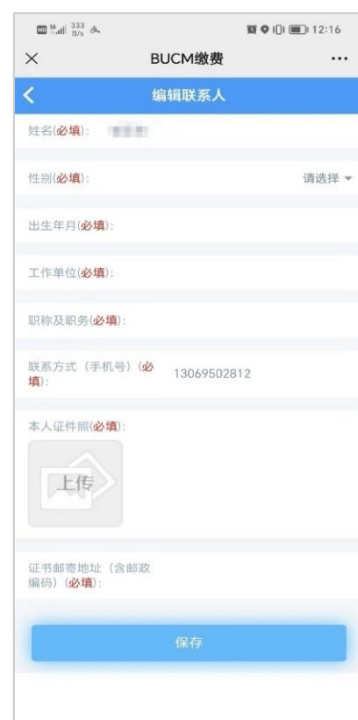 333
B/s
12:16
BUCM缴费
编辑联系人
姓名(必填):
性别(必填):
请选择
出生年月(必填):
工作单位(必填):
职称及职务(必填):
联系方式（手机号）(必
填):
13069502812
本人证件照(必填):
上传
证书邮寄地址（含邮政
编码）(必填):
保存